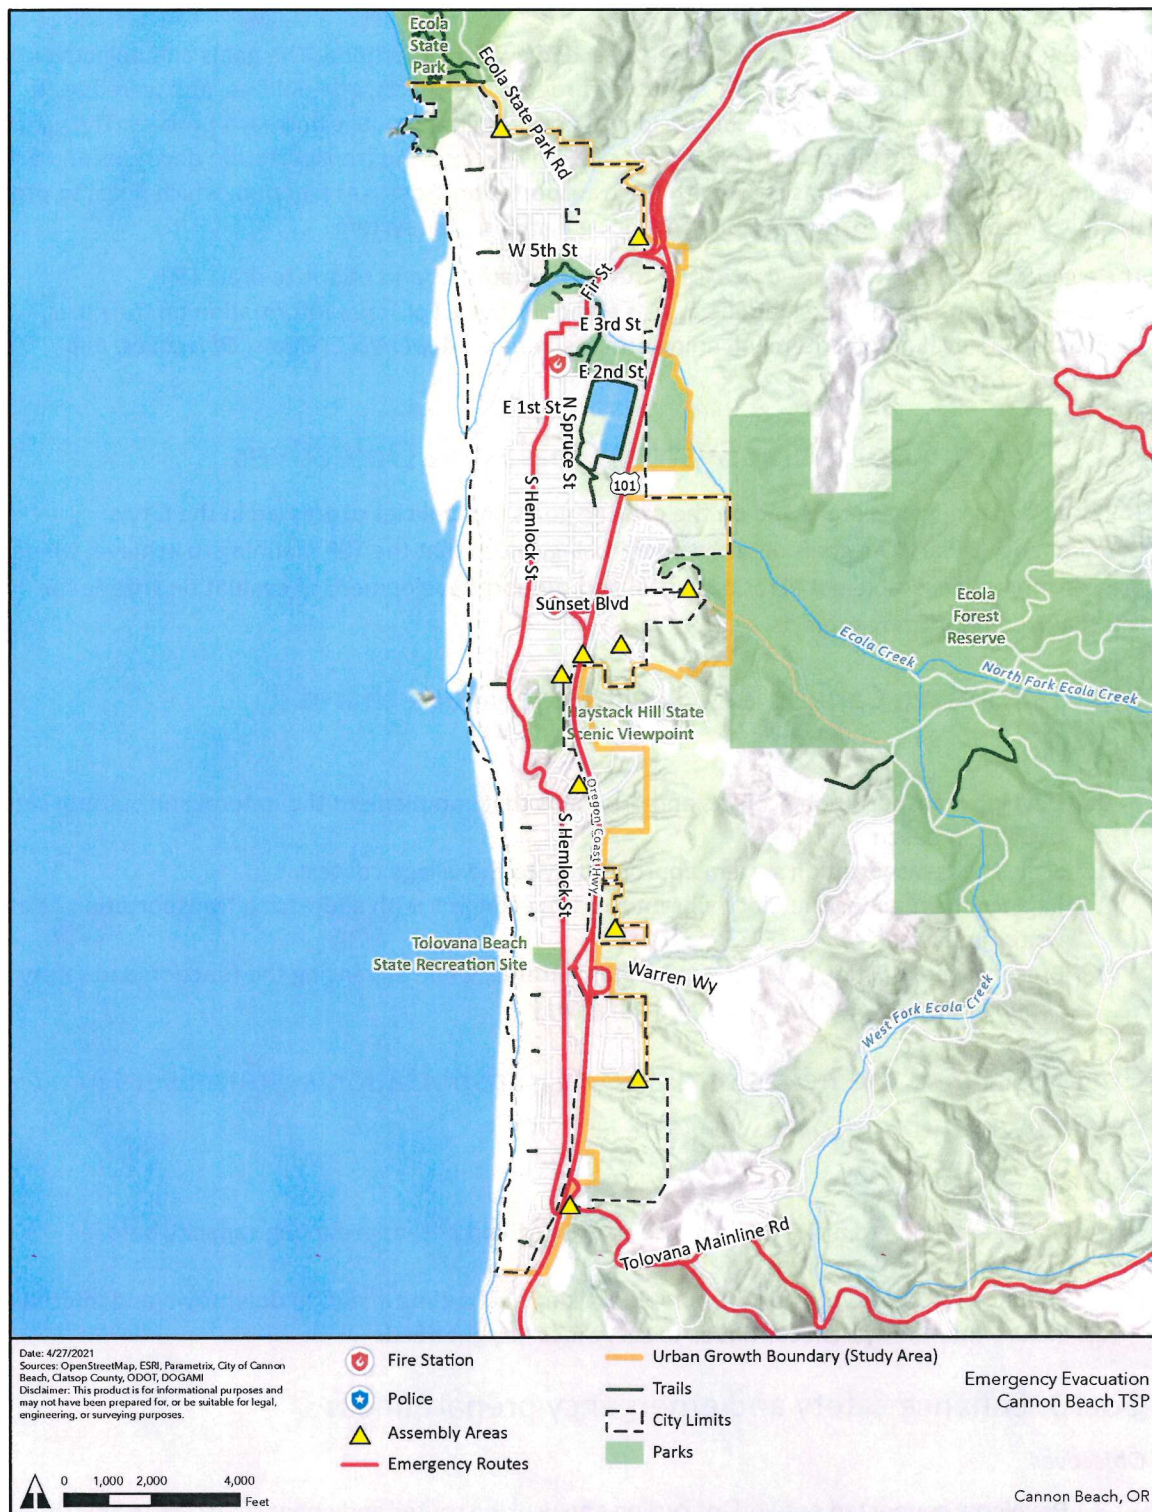 Ecola
State
Park
Ecola State Park Rd
W 5th St
Fir St
E 3rd St
E 2nd St
E 1st St
N Spruce St
101
S Hemlock St
Sunset Blvd
Ecola
Forest
Reserve
Ecola Creek
North Fork Ecola Creek
Haystack Hill State
Scenic Viewpoint
Oregon Coast Hwy
S Hemlock St
Tolovana Beach
State Recreation Site
Warren Wy
West Fork Ecola Creek
Tolovana Mainline Rd
Date: 4/27/2021
Sources: OpenStreetMap, ESRI, Parametrix, City of Cannon
Beach, Clatsop County, ODOT, DOGAMI
Disclaimer: This product is for informational purposes and
may not have been prepared for, or be suitable for legal,
engineering, or surveying purposes.
0 1,000 2,000 4,000
Feet
Fire Station
Police
Assembly Areas
Emergency Routes
Urban Growth Boundary (Study Area)
Trails
City Limits
Parks
Emergency Evacuation
Cannon Beach TSP
Cannon Beach, OR